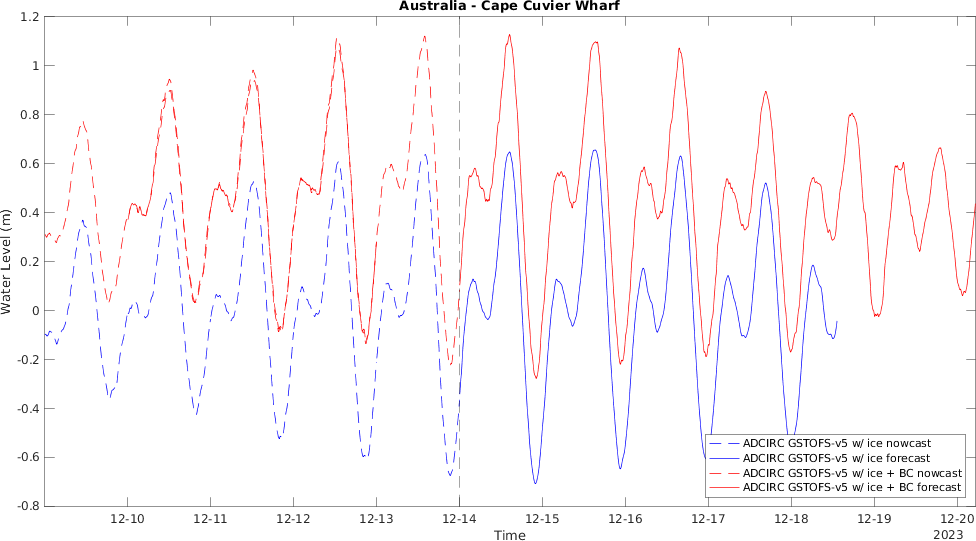 Australia - Cape Cuvier Wharf
1.2
1
0.8
0.6
0.4
0.2
0
-0.2
-0.4
-0.6
-0.8
Water Level (m)
ADCIRC GSTOFS-v5 w/ ice nowcast
ADCIRC GSTOFS-v5 w/ ice forecast
ADCIRC GSTOFS-v5 w/ ice + BC nowcast
ADCIRC GSTOFS-v5 w/ ice + BC forecast
12-10 12-11 12-12 12-13 12-14 12-15 12-16 12-17 12-18 12-19 12-20
Time
2023